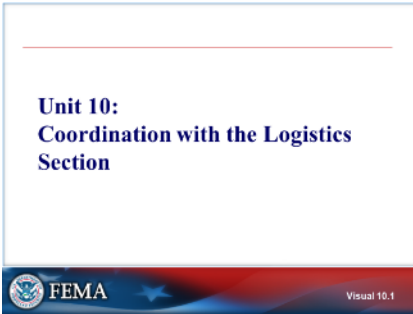 Unit 10:
Coordination with the Logistics
Section
FEMA
Visual 10.1